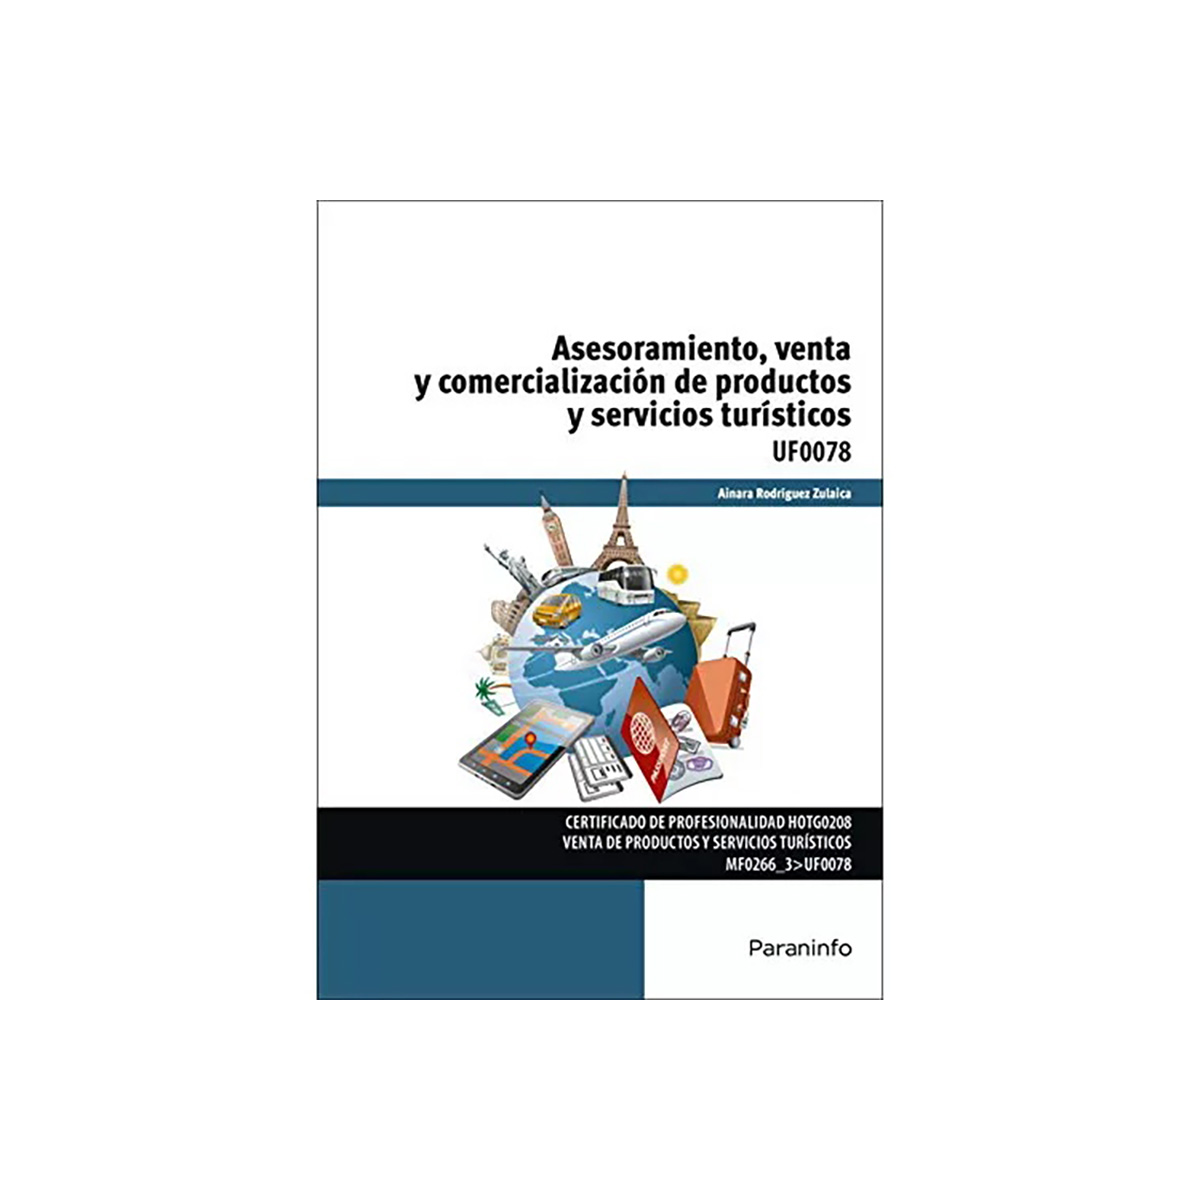 Asesoramiento, venta
y comercialización de productos
y servicios turísticos
UF0078
Ainara Rodríguez Zulaica
PASSPORT
CERTIFICADO DE PROFESIONALIDAD HOTG0208
VENTA DE PRODUCTOS Y SERVICIOS TURÍSTICOS
MF0266_3>UF0078
Paraninfo